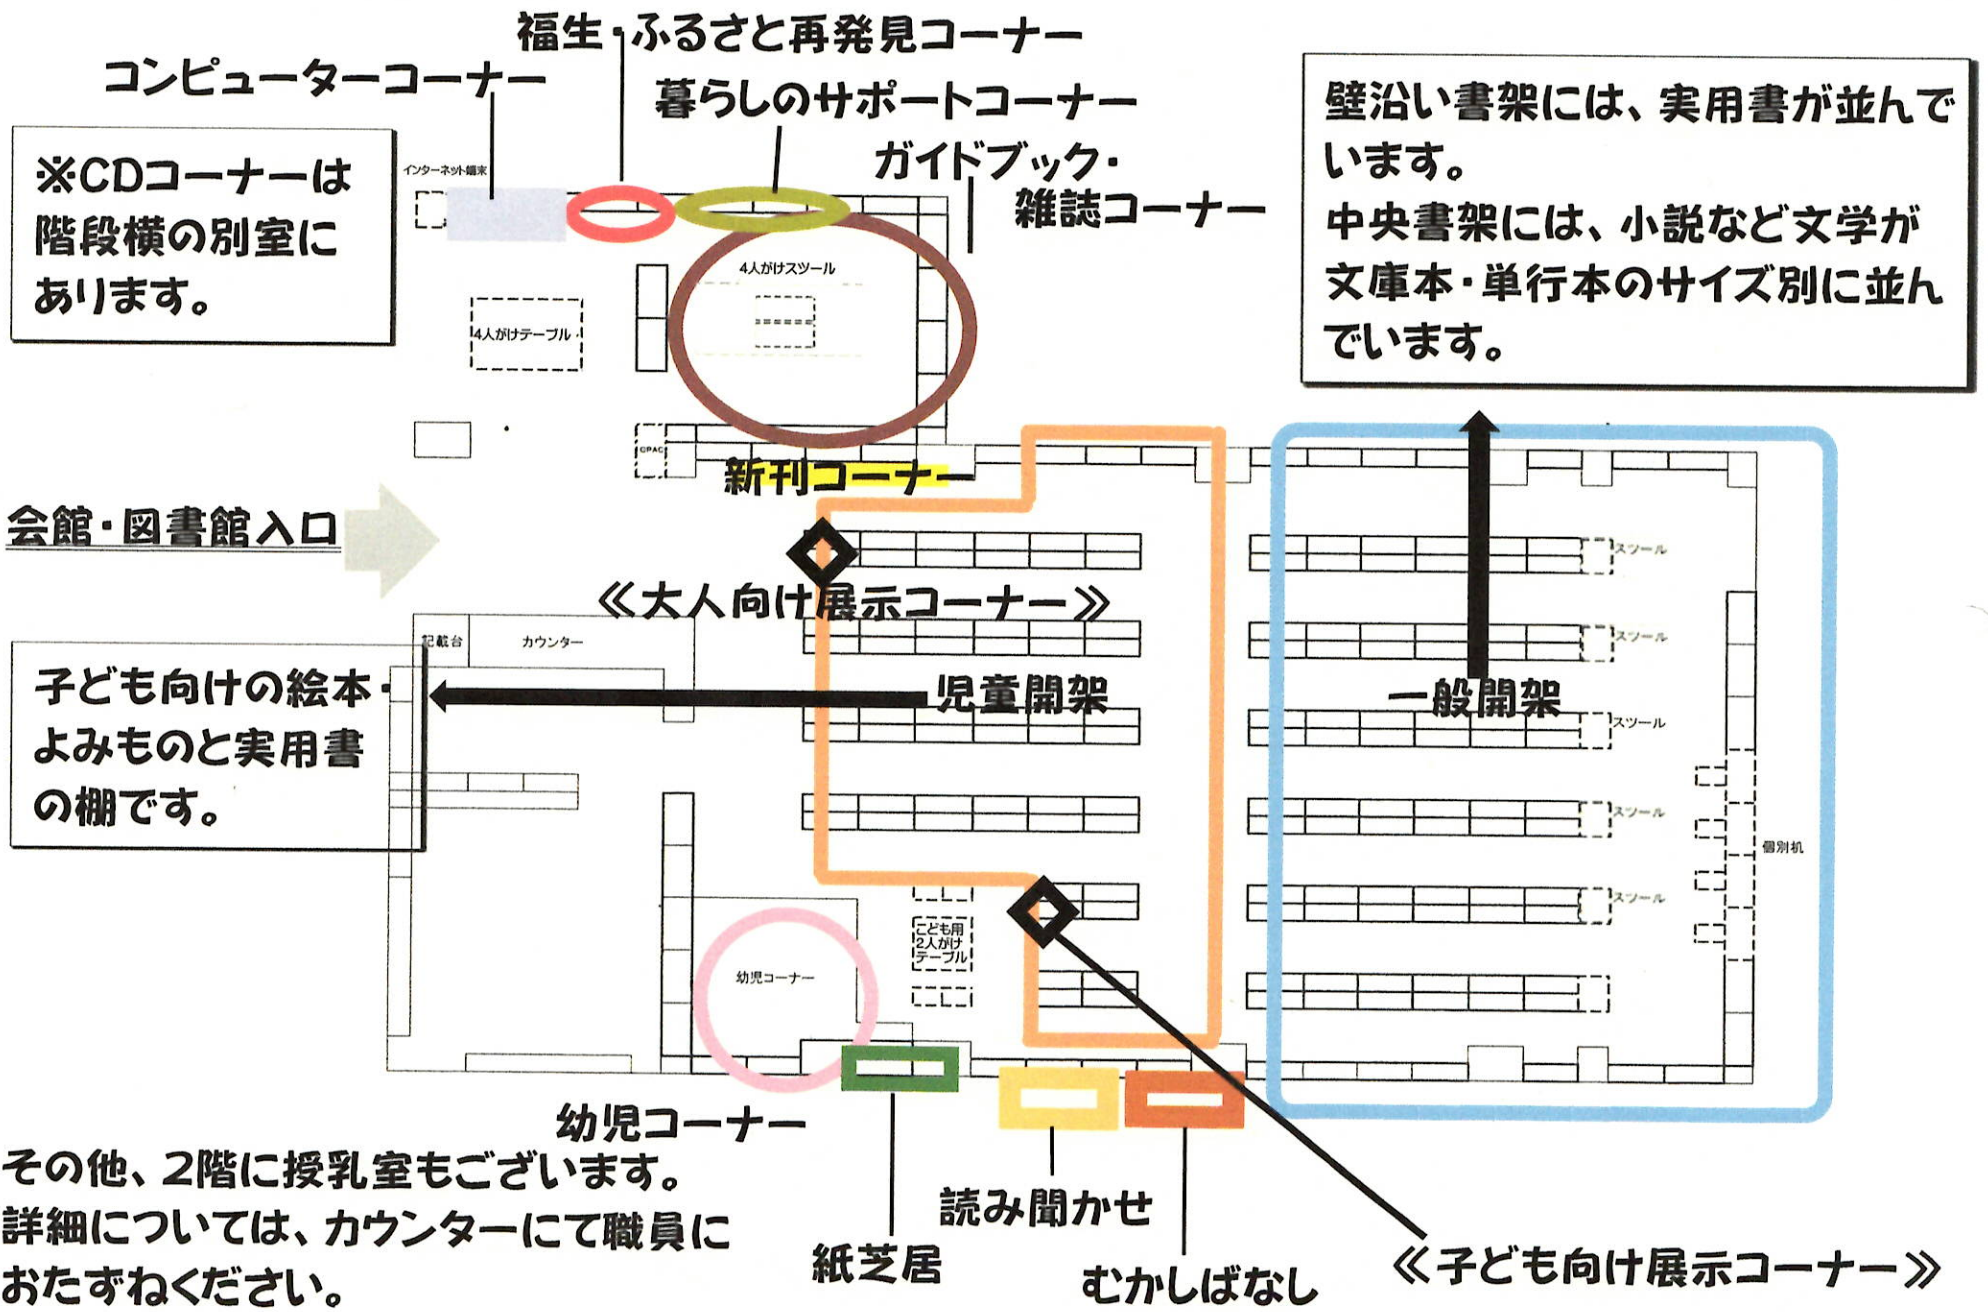 福生・ふるさと再発見コーナー
コンピューターコーナー
暮らしのサポートコーナー
ガイドブック・
雑誌コーナー
※CDコーナーは
階段横の別室に
あります。
インターネット端末
壁沿い書架には、実用書が並んで
います。
中央書架には、小説など文学が
文庫本・単行本のサイズ別に並ん
でいます。
4人がけスツール
4人がけテーブル
OPAC
新刊コーナー
会館・図書館入口
≪大人向け展示コーナー≫
記載台
カウンター
子ども向けの絵本・
よみものと実用書
の棚です。
児童開架
一般開架
スツール
スツール
スツール
スツール
スツール
個別机
こども用
2人がけ
テーブル
幼児コーナー
幼児コーナー
その他、2階に授乳室もございます。
詳細については、カウンターにて職員に
おたずねください。
紙芝居
読み聞かせ
むかしばなし
≪子ども向け展示コーナー≫